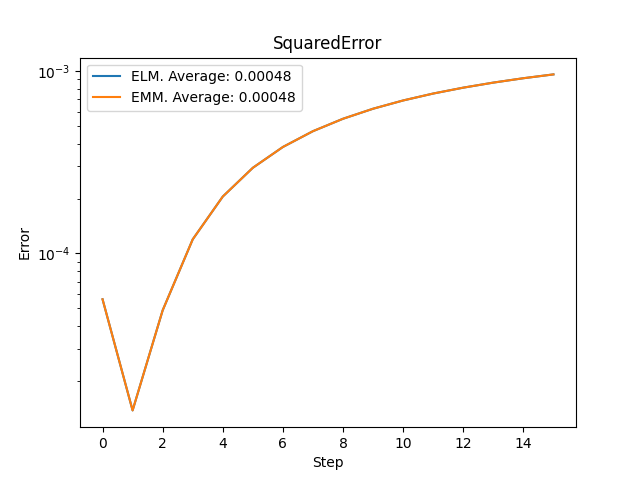 SquaredError
ELM. Average: 0.00048
EMM. Average: 0.00048
10⁻³
10⁻⁴
Error
0 2 4 6 8 10 12 14
Step